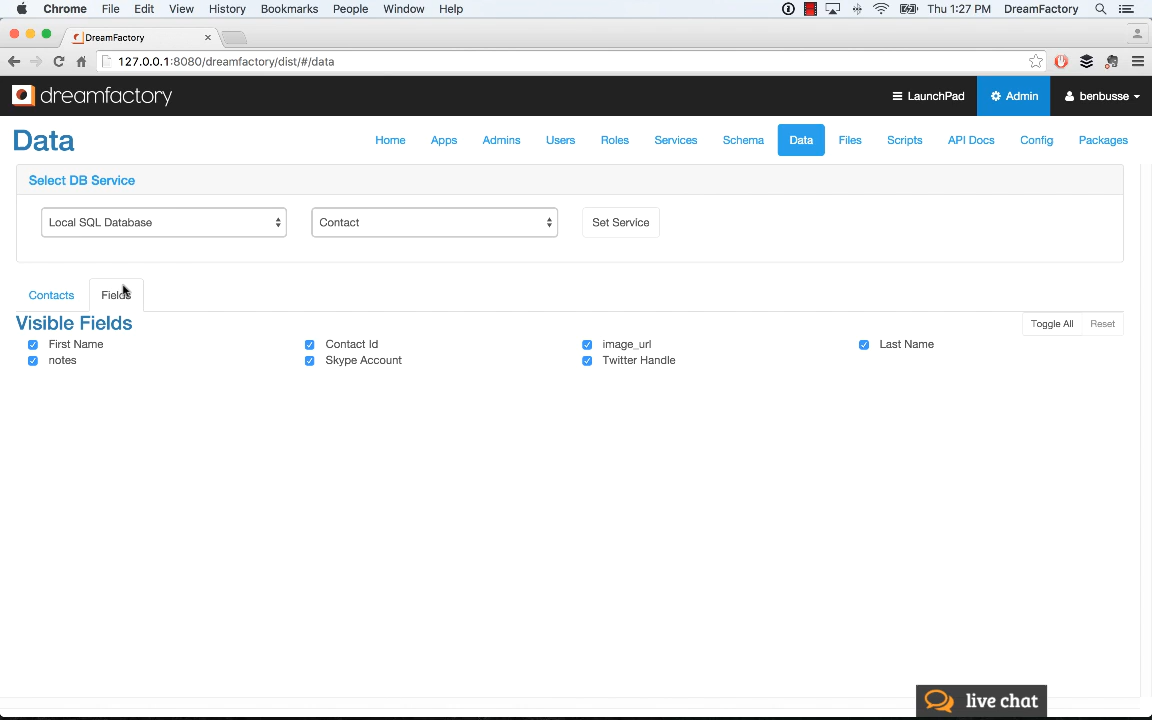 Chrome File Edit View History Bookmarks People Window Help Thu 1:27 PM DreamFactory
DreamFactory
127.0.0.1:8080/dreamfactory/dist/#/data
dreamfactory LaunchPad Admin benbusse
Data Home Apps Admins Users Roles Services Schema Data Files Scripts API Docs Config Packages
Select DB Service
Local SQL Database Contact Set Service
Contacts Fields
Visible Fields Toggle All Reset
First Name Contact Id image_url Last Name
notes Skype Account Twitter Handle
live chat